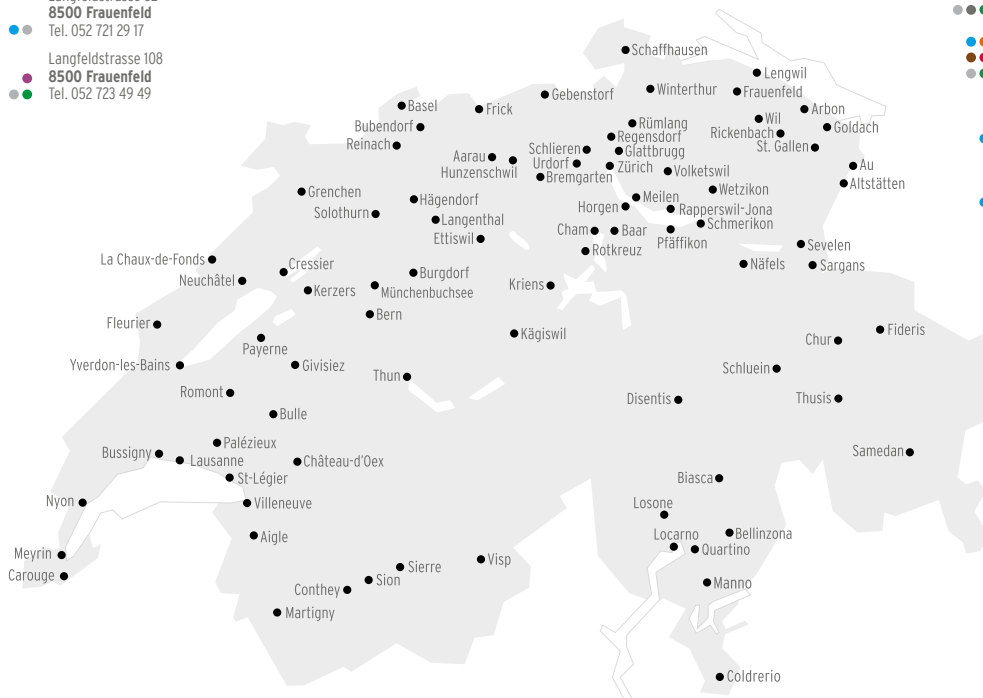 8500 Frauenfeld
Tel. 052 721 29 17
Langfeldstrasse 108
8500 Frauenfeld
Tel. 052 723 49 49
Schaffhausen
Lengwil
Winterthur
Frauenfeld
Gebenstorf
Basel
Frick
Arbon
Bubendorf
Rümlang
Wil
Goldach
Reinach
Regensdorf
Rickenbach
Schlieren
Glattbrugg
St. Gallen
Aarau
Urdorf
Zürich
Au
Hunzenschwil
Bremgarten
Volketswil
Altstätten
Grenchen
Hägendorf
Meilen
Wetzikon
Solothurn
Horgen
Rapperswil-Jona
Langenthal
Schmerikon
Ettiswil
Cham
Baar
Pfäffikon
Rotkreuz
Sevelen
La Chaux-de-Fonds
Cressier
Näfels
Sargans
Neuchâtel
Burgdorf
Kerzers
Münchenbuchsee
Kriens
Bern
Fleurier
Kägiswil
Fideris
Payerne
Chur
Yverdon-les-Bains
Givisiez
Thun
Schluein
Romont
Disentis
Thusis
Bulle
Palézieux
Bussigny
Lausanne
Château-d'Oex
Samedan
St-Légier
Biasca
Nyon
Villeneuve
Losone
Aigle
Locarno
Bellinzona
Meyrin
Quartino
Carouge
Visp
Sierre
Sion
Conthey
Manno
Martigny
Coldrerio